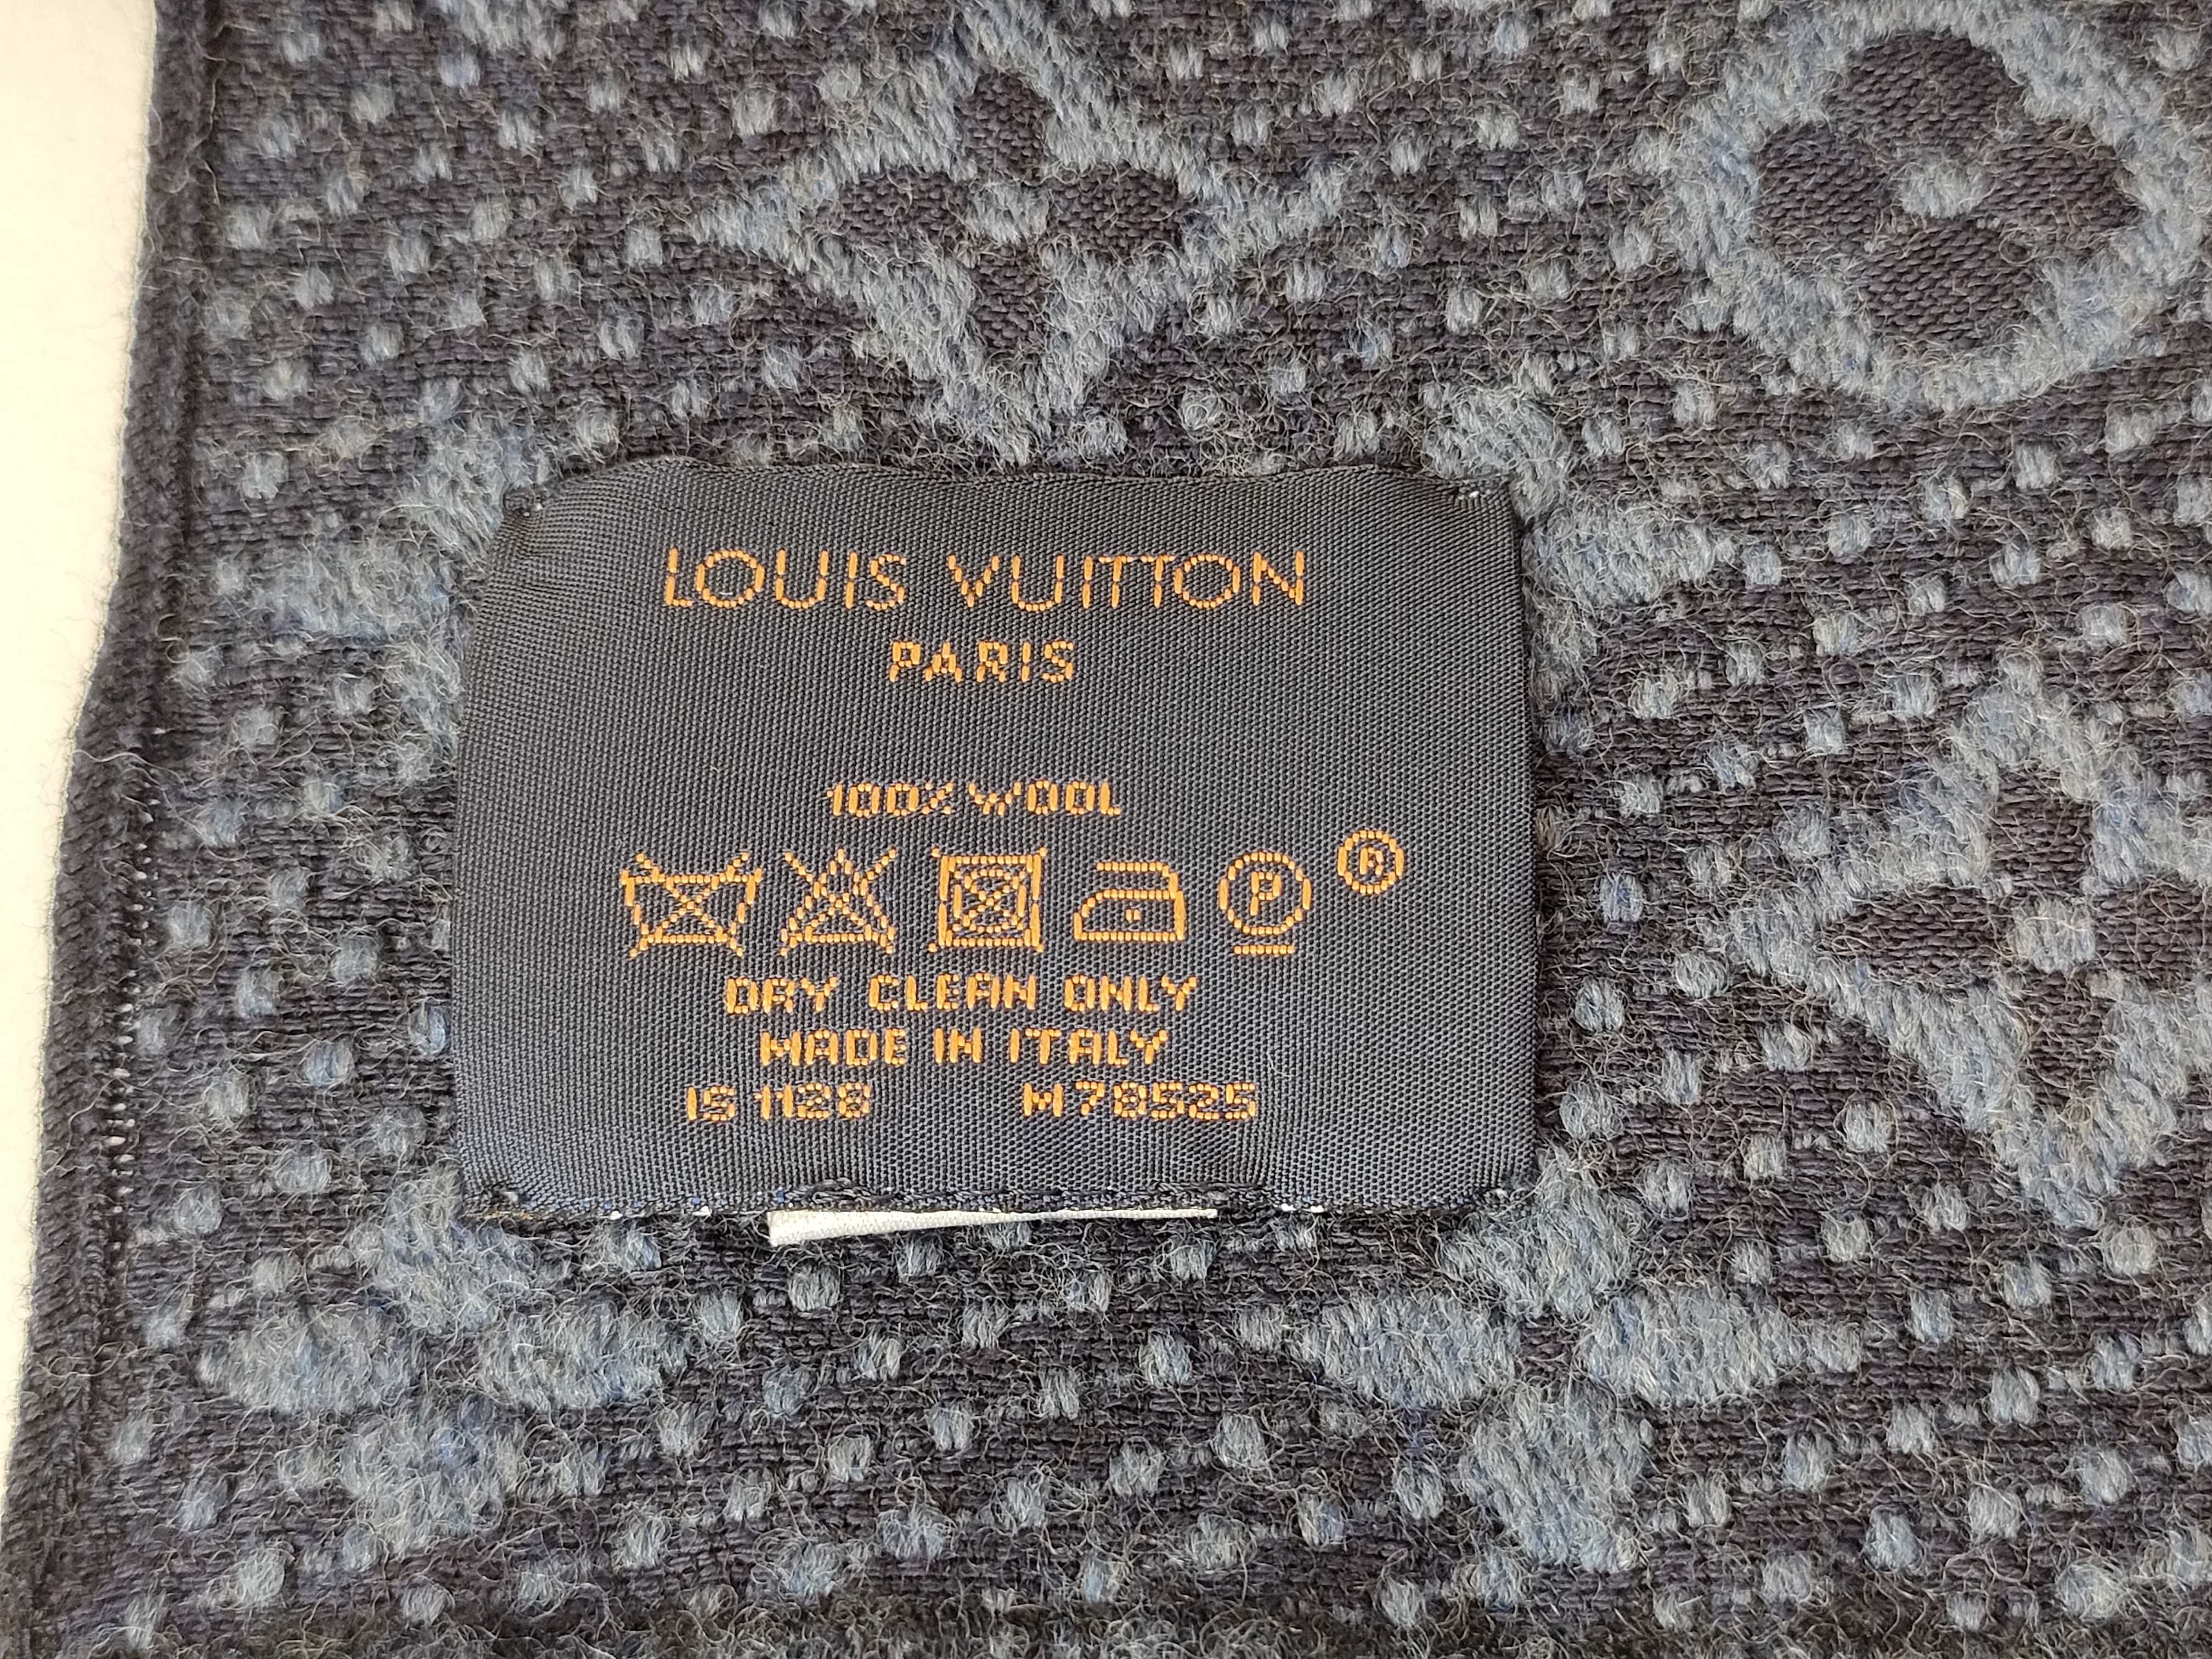 LOUIS VUITTON
PARIS
100% WOOL
P ®
DRY CLEAN ONLY
MADE IN ITALY
IS 1128 M78525